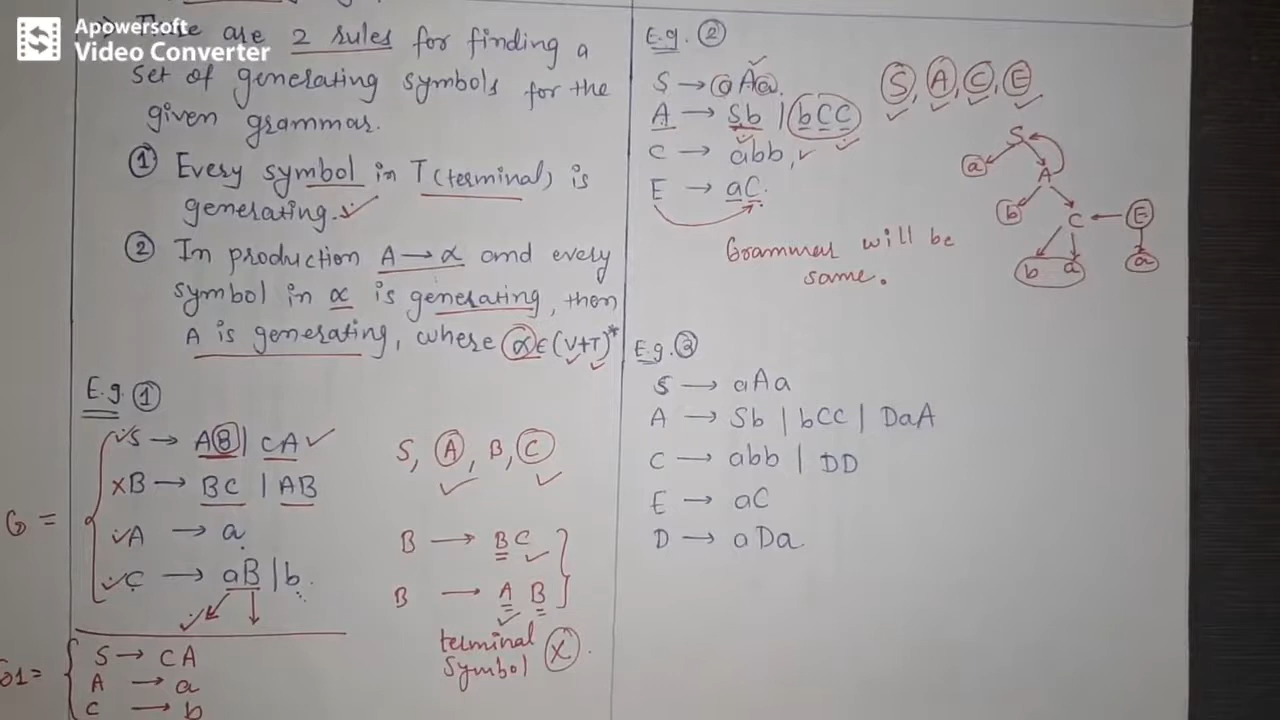 Apowersoft
Video Converter
There are 2 rules for finding a
set of generating symbols for the
given grammar.
① Every symbol in T (terminal) is
generating.
② In production A → α and every
symbol in α is generating, then
A is generating, where α ∈ (V+T)*
E.g. ①
G =
S → AB | CA
B → BC | AB
A → a
C → aB | b.
S, A, B, C
B → BC
B → A B
terminal
symbol X.
G1 =
S → CA
A → a
C → b
E.g. ②
S → aAa.
A → Sb | bCC
C → abb,
E → aC.
S, A, C, E
S
a
A
b
C
E
b a
a
Grammer will be
same.
E.g. ③
S → aAa
A → Sb | bCC | DaA
C → abb | DD
E → aC
D → aDa